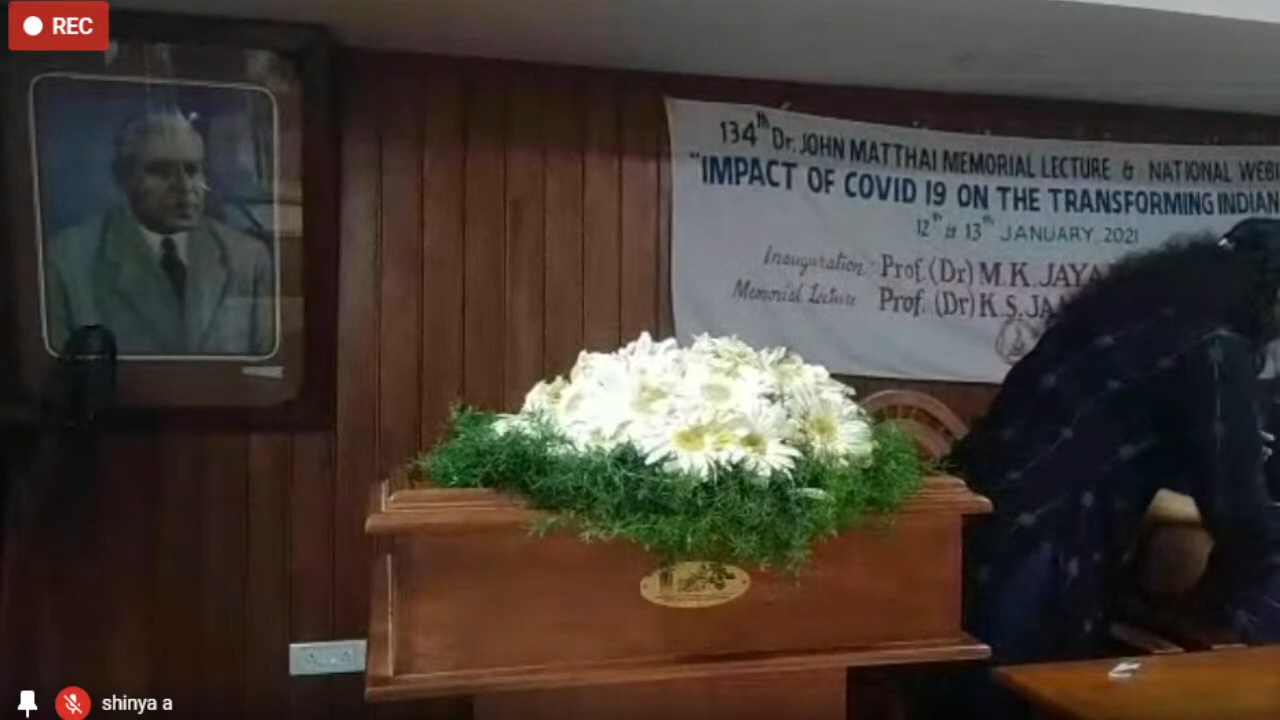 REC
134th Dr. JOHN MATTHAI MEMORIAL LECTURE & NATIONAL
"IMPACT OF COVID 19 ON THE TRANSFORMING INDIAN
12th & 13th JANUARY, 2021
Inauguration : Prof. (Dr) M.K.
Memorial Lecture Prof. (Dr) K.S.
shinya a